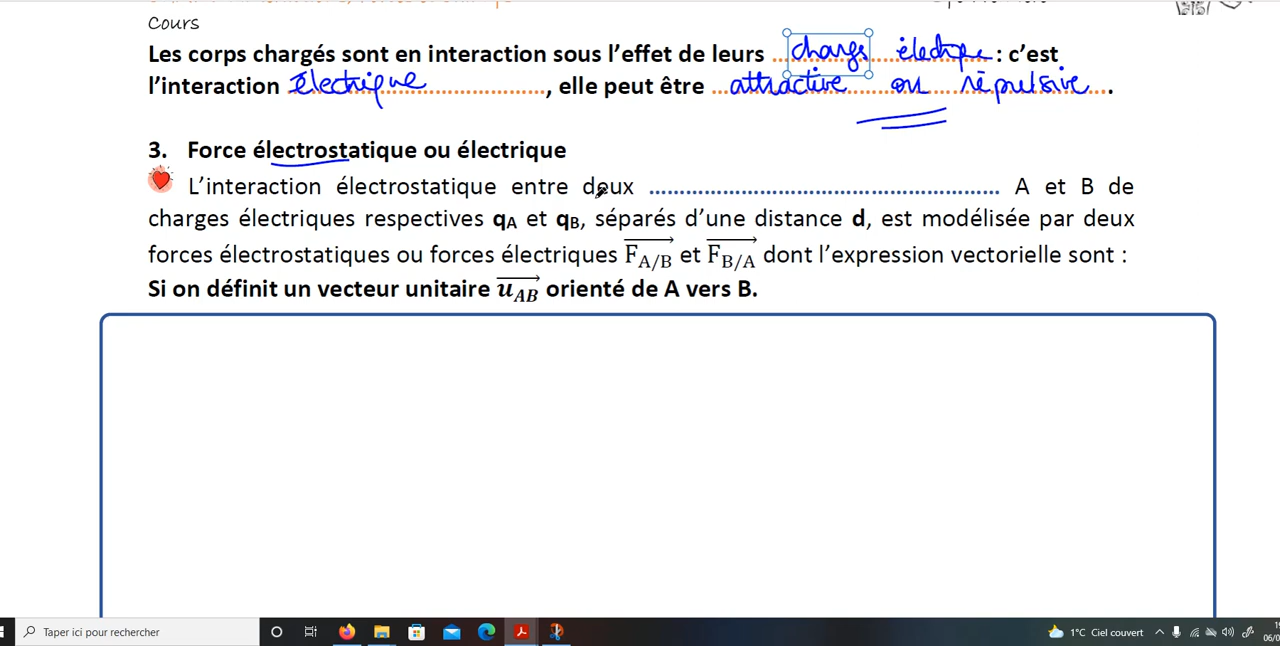 Cours
Les corps chargés sont en interaction sous l'effet de leurs ...charges électrique : c'est
l'interaction électrique ......................, elle peut être ...attractive ou répulsive....
3. Force électrostatique ou électrique
L'interaction électrostatique entre deux ...................................................... A et B de
charges électriques respectives qA et qB, séparés d'une distance d, est modélisée par deux
forces électrostatiques ou forces électriques F A/B et F B/A dont l'expression vectorielle sont :
Si on définit un vecteur unitaire u AB orienté de A vers B.
Taper ici pour rechercher
1°C Ciel couvert